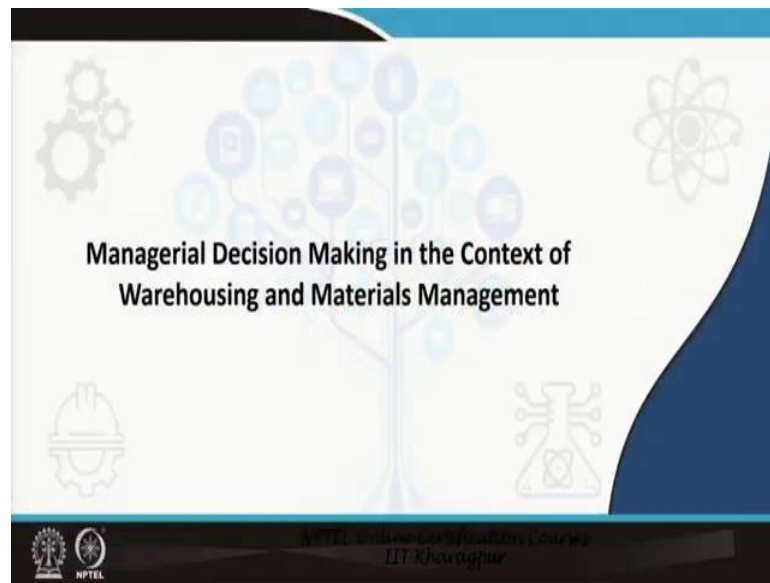 Managerial Decision Making in the Context of
Warehousing and Materials Management
NPTEL
NPTEL Online Certification Courses
IIT Kharagpur